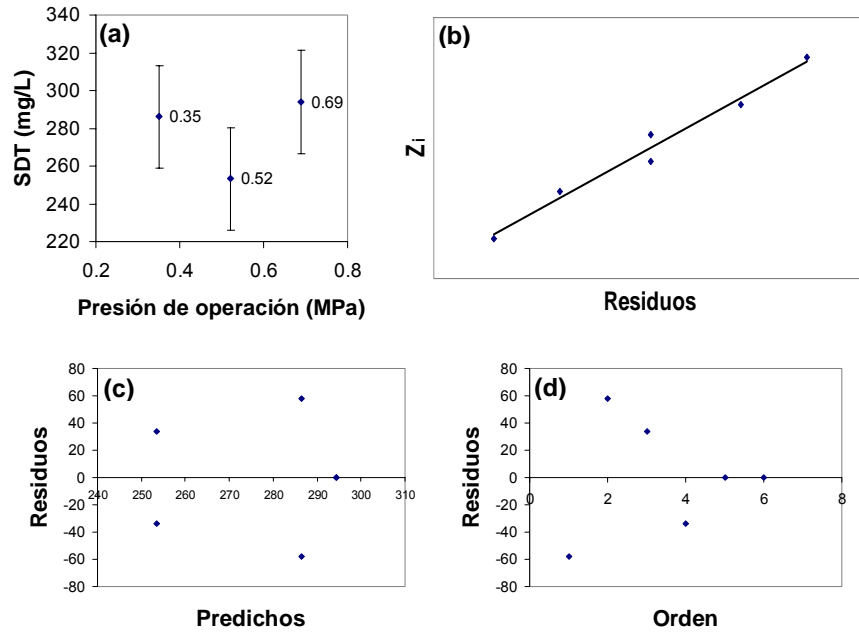 (a)
SDT (mg/L)
340
320
300
280
260
240
220
0.35
0.52
0.69
0.2 0.4 0.6 0.8
Presión de operación (MPa)
(b)
Zi
Residuos
(c)
Residuos
80
60
40
20
0
-20
-40
-60
-80
240 250 260 270 280 290 300 310
Predichos
(d)
Residuos
80
60
40
20
0
-20
-40
-60
-80
0 2 4 6 8
Orden